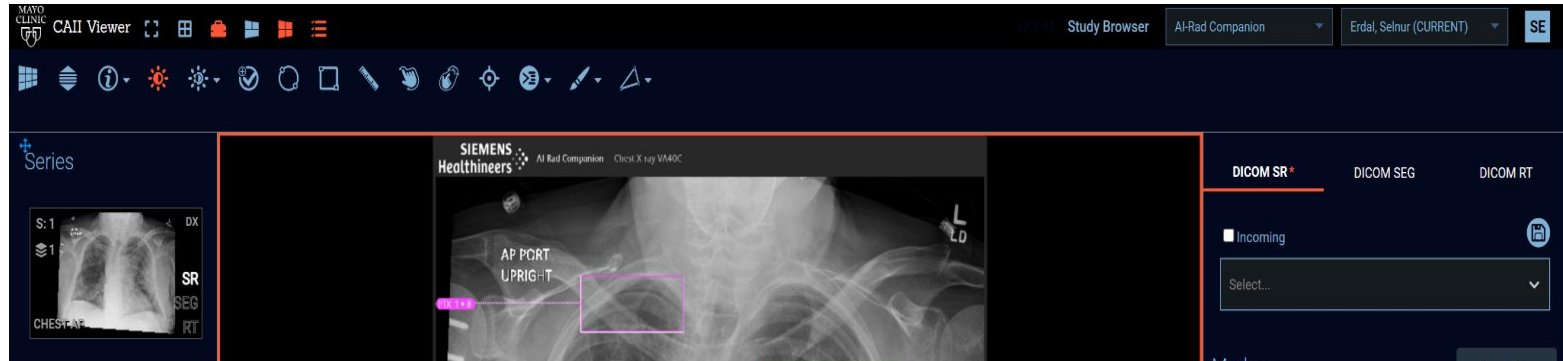 MAYO
CLINIC
CAII Viewer
Study Browser
AI-Rad Companion
Erdal, Selnur (CURRENT)
SE
Series
S: 1
DX
1
SR
SEG
RT
CHEST AP
SIEMENS
Healthineers
AI Rad Companion Chest X ray VA40C
AP PORT
UPRIGHT
L
LD
DICOM SR*
DICOM SEG
DICOM RT
Incoming
Select...